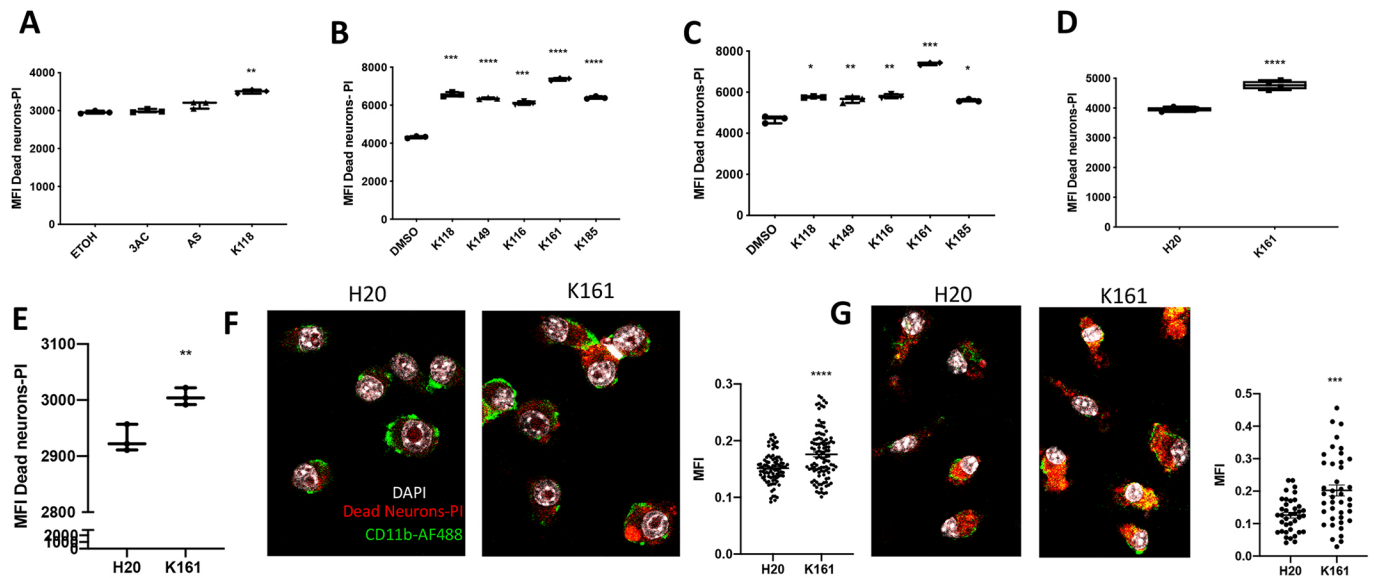 A
MFI Dead neurons-PI
4000
3000
2000
1000
0
**
ETOH
3AC
AS
K118
B
MFI Dead neurons- PI
8000
6000
4000
2000
0
***
****
***
****
****
DMSO
K118
K149
K116
K161
K185
C
MFI Dead neurons-PI
8000
6000
4000
2000
0
*
**
**
***
*
DMSO
K118
K149
K116
K161
K185
D
MFI Dead neurons-PI
5000
4000
3000
2000
1000
0
****
H20
K161
E
MFI Dead neurons-PI
3100
3000
2900
2800
2000
1000
0
**
H20
K161
F
H20
K161
DAPI
Dead Neurons-PI
CD11b-AF488
MFI
0.3
0.2
0.1
0.0
****
H20
K161
G
H20
K161
MFI
0.5
0.4
0.3
0.2
0.1
0.0
***
H20
K161